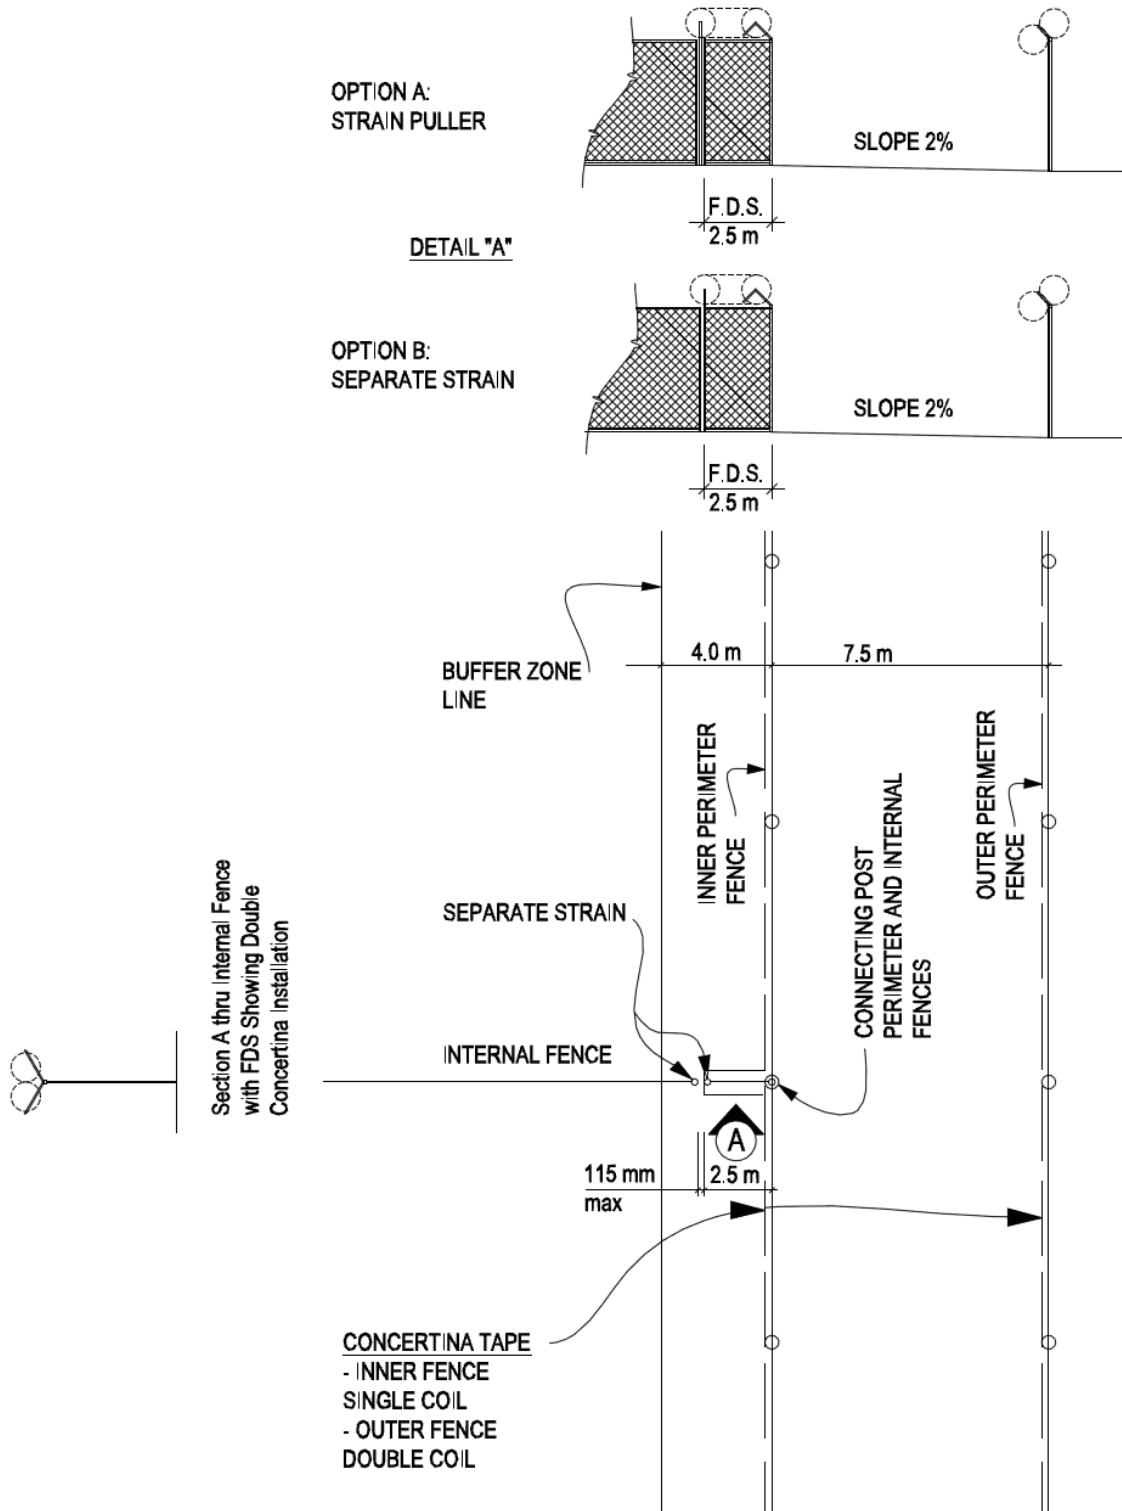 OPTION A:
STRAIN PULLER
SLOPE 2%
F.D.S.
2.5 m
DETAIL "A"
OPTION B:
SEPARATE STRAIN
SLOPE 2%
F.D.S.
2.5 m
BUFFER ZONE
LINE
4.0 m
7.5 m
INNER PERIMETER
FENCE
OUTER PERIMETER
FENCE
CONNECTING POST
PERIMETER AND INTERNAL
FENCES
SEPARATE STRAIN
Section A thru Internal Fence
with FDS Showing Double
Concertina Installation
INTERNAL FENCE
A
115 mm
max
2.5 m
CONCERTINA TAPE
- INNER FENCE
SINGLE COIL
- OUTER FENCE
DOUBLE COIL